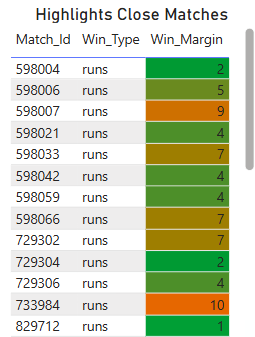 Highlights Close Matches
Match_Id Win_Type Win_Margin
598004 runs 2
598006 runs 5
598007 runs 9
598021 runs 4
598033 runs 7
598042 runs 4
598059 runs 4
598066 runs 7
729302 runs 7
729304 runs 2
729306 runs 4
733984 runs 10
829712 runs 1